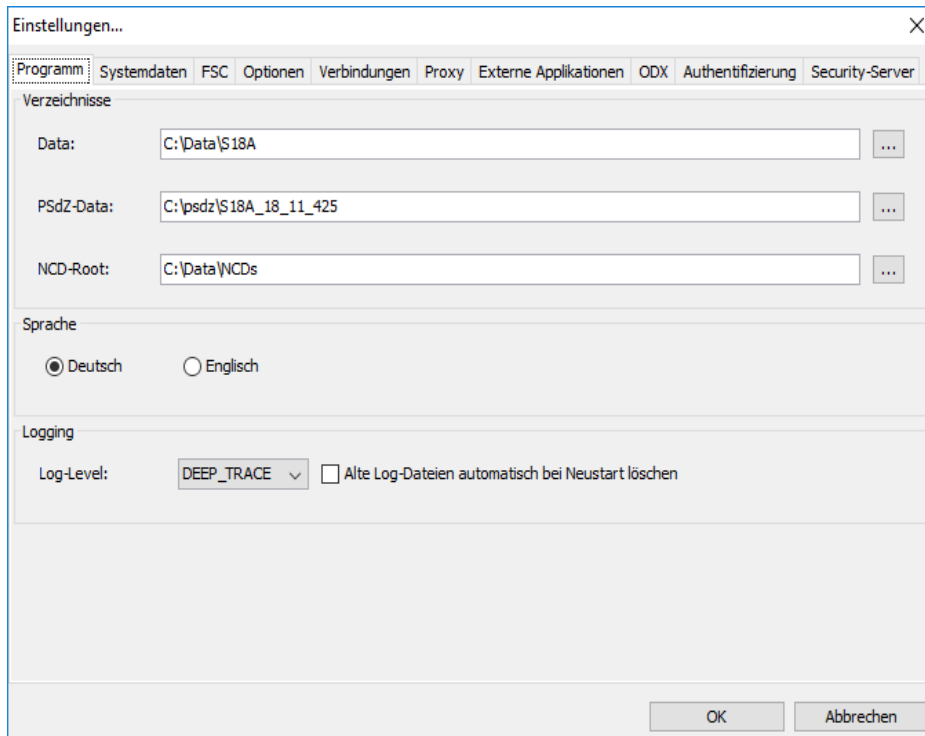 Einstellungen...
Programm Systemdaten FSC Optionen Verbindungen Proxy Externe Applikationen ODX Authentifizierung Security-Server
Verzeichnisse
Data: C:\Data\S18A ...
PSdZ-Data: C:\psdz\S18A_18_11_425 ...
NCD-Root: C:\Data\NCDs ...
Sprache
Deutsch Englisch
Logging
Log-Level: DEEP_TRACE Alte Log-Dateien automatisch bei Neustart löschen
OK Abbrechen